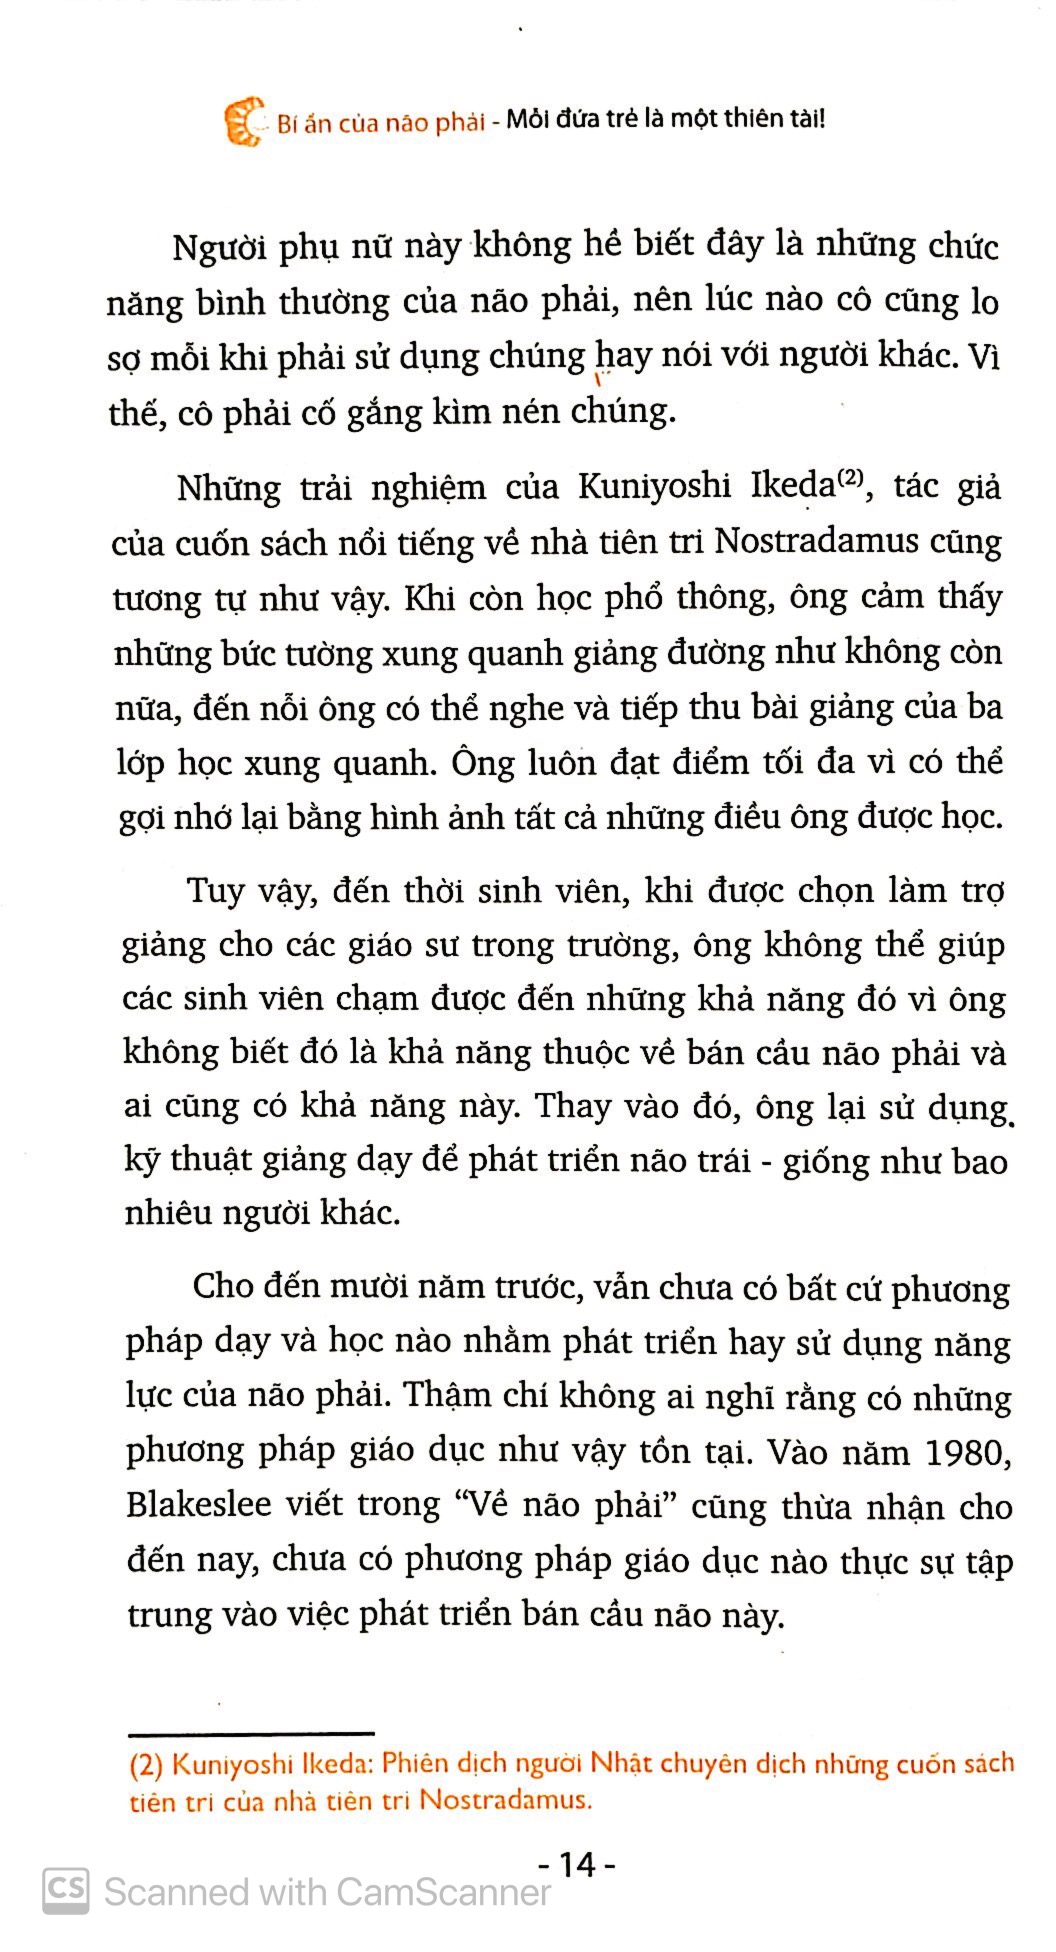 Bí ẩn của não phải - Mỗi đứa trẻ là một thiên tài!
Người phụ nữ này không hề biết đây là những chức
năng bình thường của não phải, nên lúc nào cô cũng lo
sợ mỗi khi phải sử dụng chúng hay nói với người khác. Vì
thế, cô phải cố gắng kìm nén chúng.
Những trải nghiệm của Kuniyoshi Ikeda(2), tác giả
của cuốn sách nổi tiếng về nhà tiên tri Nostradamus cũng
tương tự như vậy. Khi còn học phổ thông, ông cảm thấy
những bức tường xung quanh giảng đường như không còn
nữa, đến nỗi ông có thể nghe và tiếp thu bài giảng của ba
lớp học xung quanh. Ông luôn đạt điểm tối đa vì có thể
gợi nhớ lại bằng hình ảnh tất cả những điều ông được học.
Tuy vậy, đến thời sinh viên, khi được chọn làm trợ
giảng cho các giáo sư trong trường, ông không thể giúp
các sinh viên chạm được đến những khả năng đó vì ông
không biết đó là khả năng thuộc về bán cầu não phải và
ai cũng có khả năng này. Thay vào đó, ông lại sử dụng
kỹ thuật giảng dạy để phát triển não trái - giống như bao
nhiêu người khác.
Cho đến mười năm trước, vẫn chưa có bất cứ phương
pháp dạy và học nào nhằm phát triển hay sử dụng năng
lực của não phải. Thậm chí không ai nghĩ rằng có những
phương pháp giáo dục như vậy tồn tại. Vào năm 1980,
Blakeslee viết trong “Về não phải” cũng thừa nhận cho
đến nay, chưa có phương pháp giáo dục nào thực sự tập
trung vào việc phát triển bán cầu não này.
(2) Kuniyoshi Ikeda: Phiên dịch người Nhật chuyên dịch những cuốn sách
tiên tri của nhà tiên tri Nostradamus.
- 14 -
CS Scanned with CamScanner